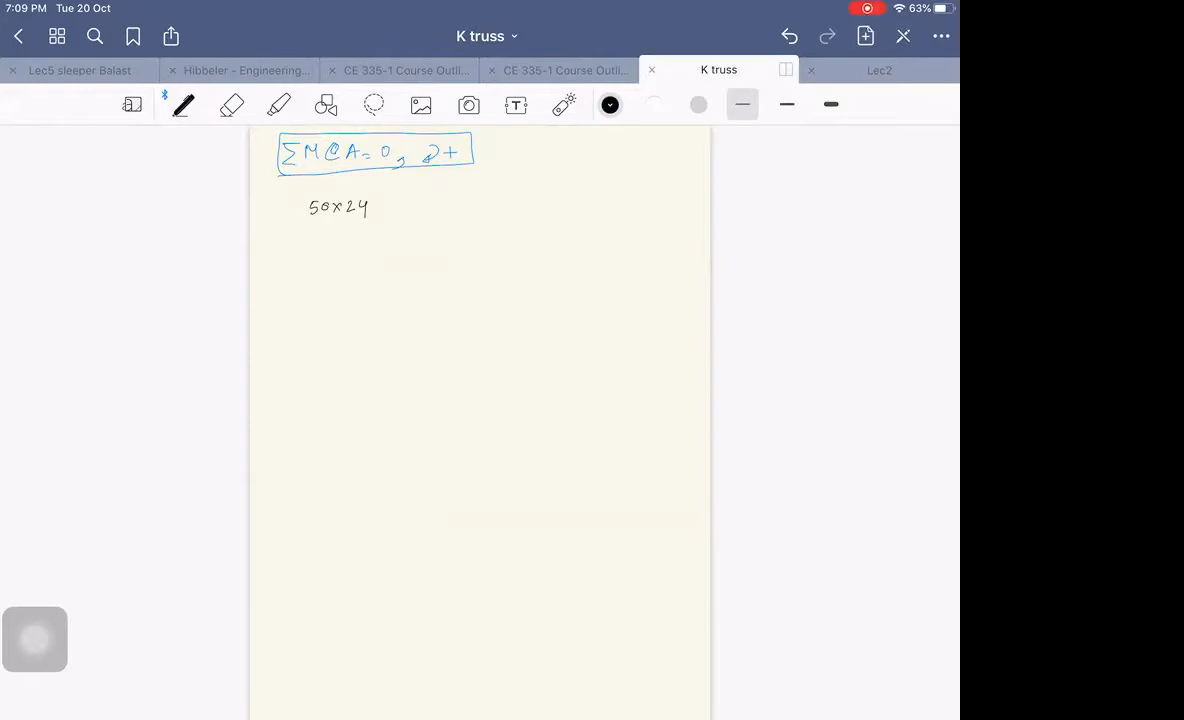 7:09 PM Tue 20 Oct
63%
K truss
Lec5 sleeper Balast
Hibbeler - Engineering...
CE 335-1 Course Outli...
CE 335-1 Course Outli...
K truss
Lec2
ΣM@A=0, ↻+
50×24